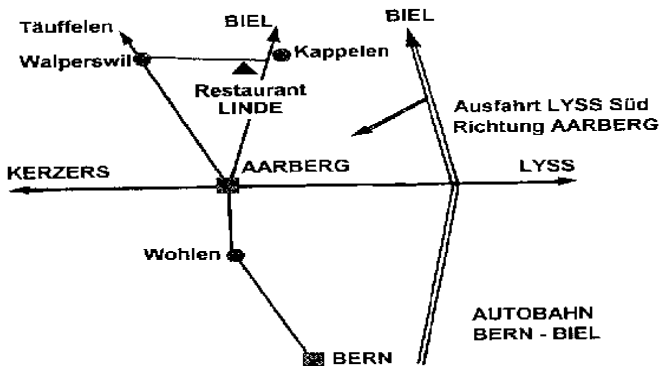 Täuffelen
BIEL
BIEL
Walperswil
Kappelen
Restaurant
LINDE
Ausfahrt LYSS Süd
Richtung AARBERG
KERZERS
AARBERG
LYSS
Wohlen
AUTOBAHN
BERN - BIEL
BERN